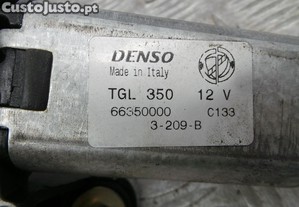 CustoJusto.pt
DENSO
Made in Italy
TGL 350 12 V
66350000 C133
3-209-B